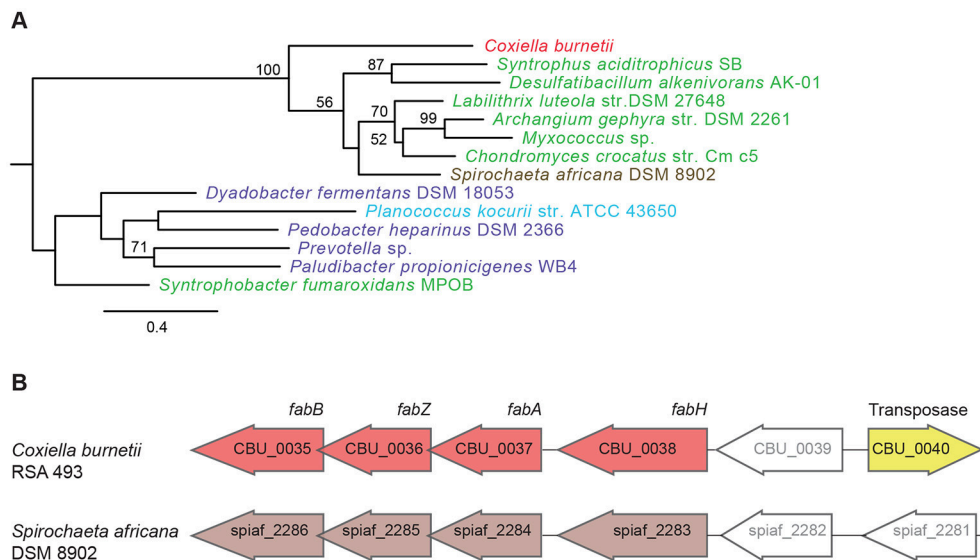 A
Coxiella burnetii
100
87
Syntrophus aciditrophicus SB
Desulfatibacillum alkenivorans AK-01
56
70
Labilithrix luteola str.DSM 27648
99
Archangium gephyra str. DSM 2261
52
Myxococcus sp.
Chondromyces crocatus str. Cm c5
Spirochaeta africana DSM 8902
Dyadobacter fermentans DSM 18053
Planococcus kocurii str. ATCC 43650
Pedobacter heparinus DSM 2366
71
Prevotella sp.
Paludibacter propionicigenes WB4
Syntrophobacter fumaroxidans MPOB
0.4
B
fabB fabZ fabA fabH Transposase
Coxiella burnetii
RSA 493
CBU_0035 CBU_0036 CBU_0037 CBU_0038 CBU_0039 CBU_0040
Spirochaeta africana
DSM 8902
spiaf_2286 spiaf_2285 spiaf_2284 spiaf_2283 spiaf_2282 spiaf_2281